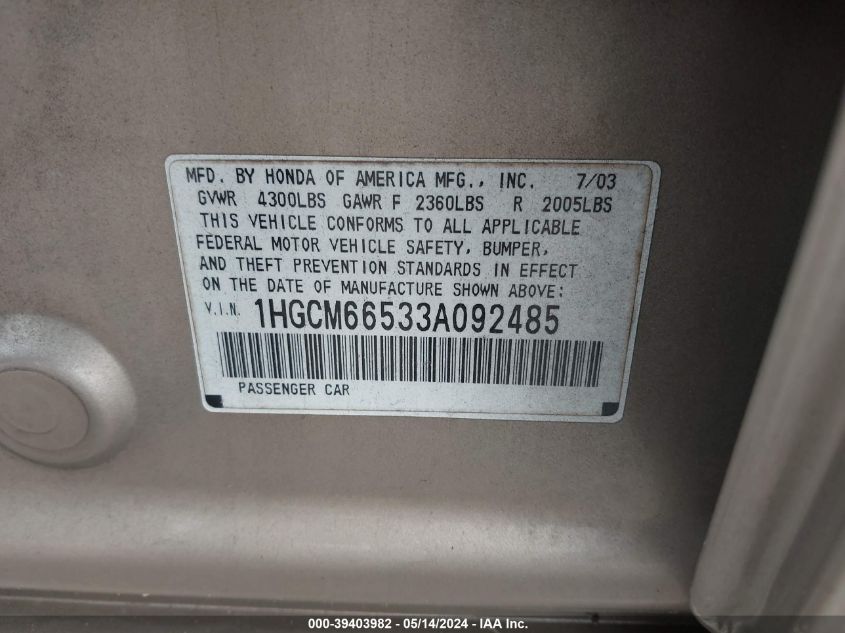 MFD. BY HONDA OF AMERICA MFG., INC. 7/03
GVWR 4300LBS GAWR F 2360LBS R 2005LBS
THIS VEHICLE CONFORMS TO ALL APPLICABLE
FEDERAL MOTOR VEHICLE SAFETY, BUMPER,
AND THEFT PREVENTION STANDARDS IN EFFECT
ON THE DATE OF MANUFACTURE SHOWN ABOVE:
V.I.N. 1HGCM66533A092485
PASSENGER CAR
000-39403982 - 05/14/2024 - IAA Inc.